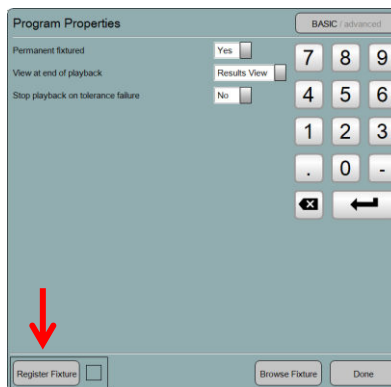 Program Properties
BASIC / advanced
Permanent fixtured
Yes
View at end of playback
Results View
Stop playback on tolerance failure
No
7 8 9
4 5 6
1 2 3
. 0 -
Register Fixture
Browse Fixture
Done